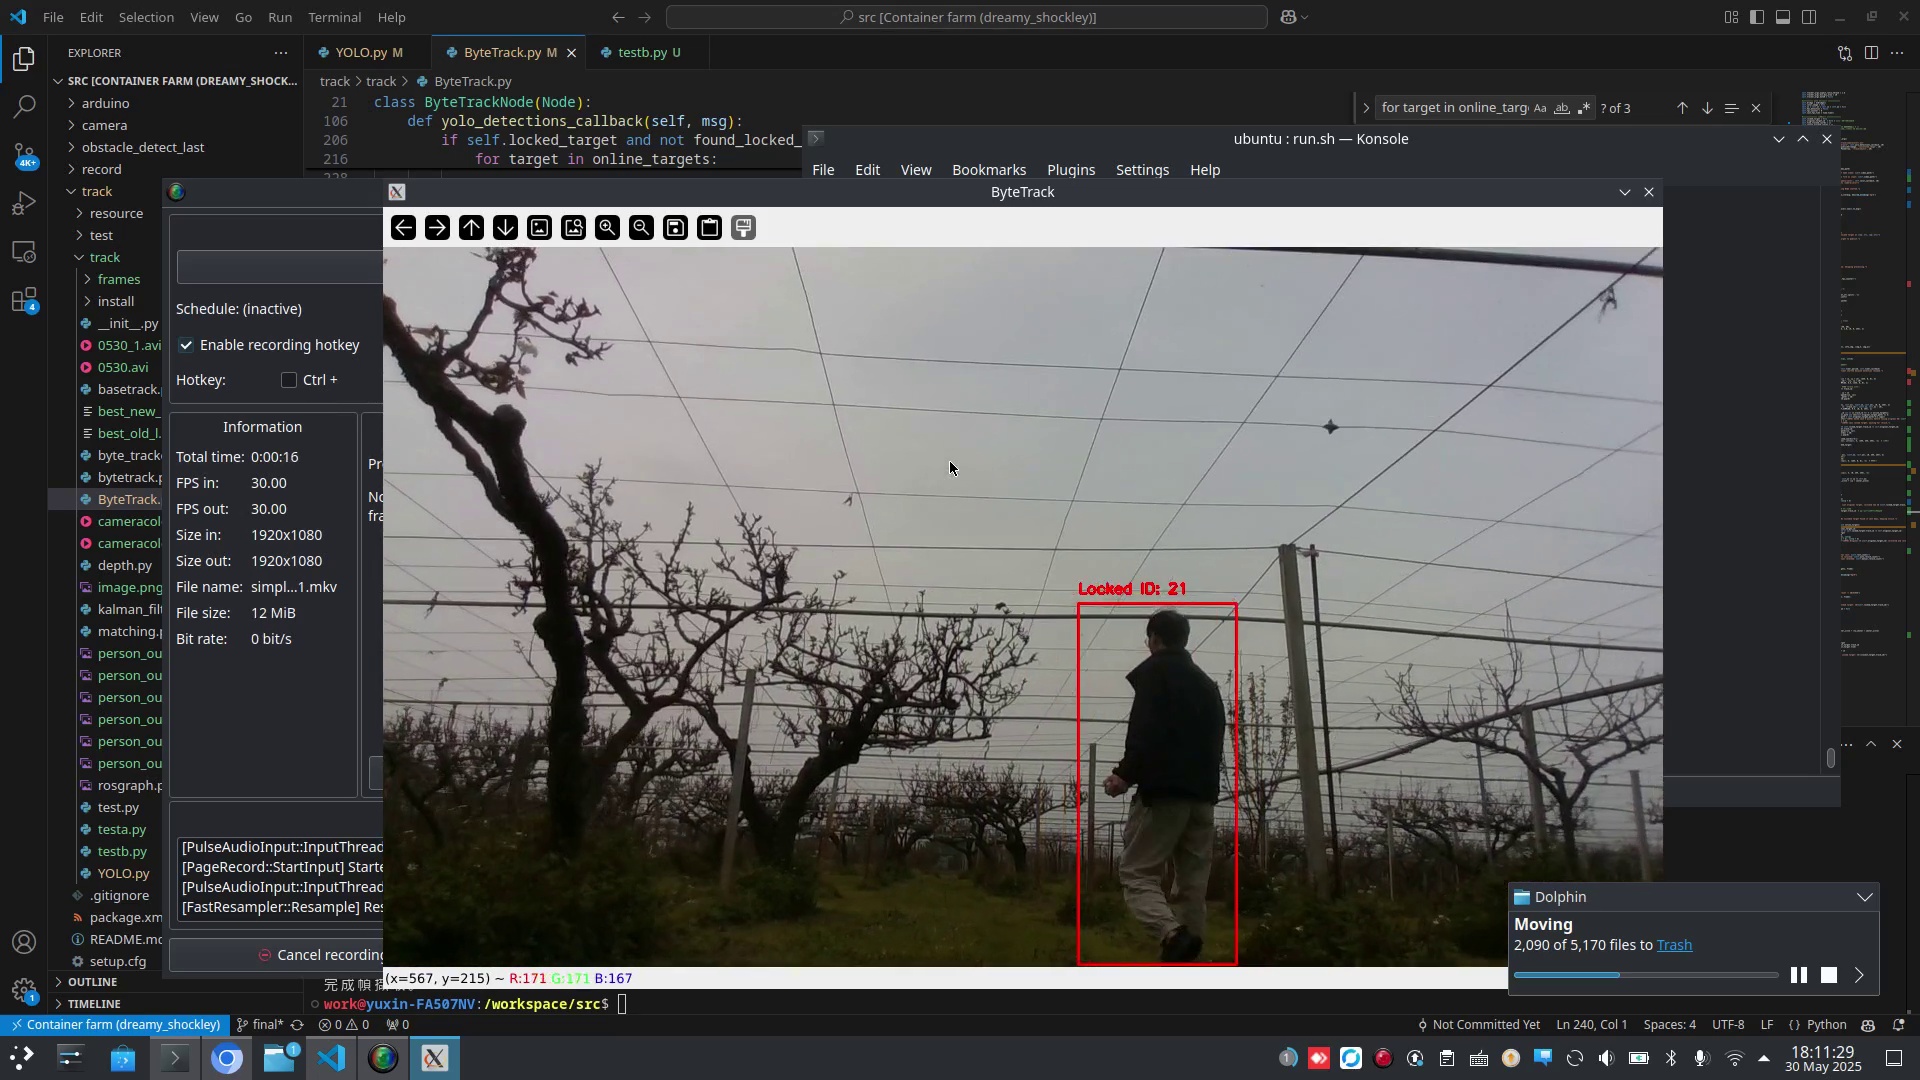 File Edit Selection View Go Run Terminal Help
src [Container farm (dreamy_shockley)]
EXPLORER
SRC [CONTAINER FARM (DREAMY_SHOCK...
arduino
camera
obstacle_detect_last
record
track
resource
test
track
frames
install
__init__.py
0530_1.avi
0530.avi
basetrack.
best_new_
best_old_l.
byte_track
bytetrack.p
ByteTrack.
cameracol
cameracol
depth.py
image.png
kalman_filt
matching.p
person_ou
person_ou
person_ou
person_ou
person_ou
person_ou
rosgraph.p
test.py
testa.py
testb.py
YOLO.py
.gitignore
package.xm
README.md
setup.cfg
OUTLINE
TIMELINE
4K+
4
1
YOLO.py M
ByteTrack.py M
testb.py U
track > track > ByteTrack.py
21 class ByteTrackNode(Node):
106 def yolo_detections_callback(self, msg):
206 if self.locked_target and not found_locked_
216 for target in online_targets:
for target in online_targ Aa ab ? of 3
ubuntu : run.sh — Konsole
File Edit View Bookmarks Plugins Settings Help
ByteTrack
Schedule: (inactive)
Enable recording hotkey
Hotkey: Ctrl +
Information
Total time: 0:00:16
FPS in: 30.00
FPS out: 30.00
Size in: 1920x1080
Size out: 1920x1080
File name: simpl...1.mkv
File size: 12 MiB
Bit rate: 0 bit/s
Pr
No
fra
[PulseAudioInput::InputThread
[PageRecord::StartInput] Starte
[PulseAudioInput::InputThread
[FastResampler::Resample] Res
Cancel recording
Locked ID: 21
(x=567, y=215) ~ R:171 G:171 B:167
Dolphin
Moving
2,090 of 5,170 files to Trash
work@yuxin-FA507NV:/workspace/src$
Container farm (dreamy_shockley) final* 0 0 0
Not Committed Yet Ln 240, Col 1 Spaces: 4 UTF-8 LF {} Python
1
1
18:11:29
30 May 2025